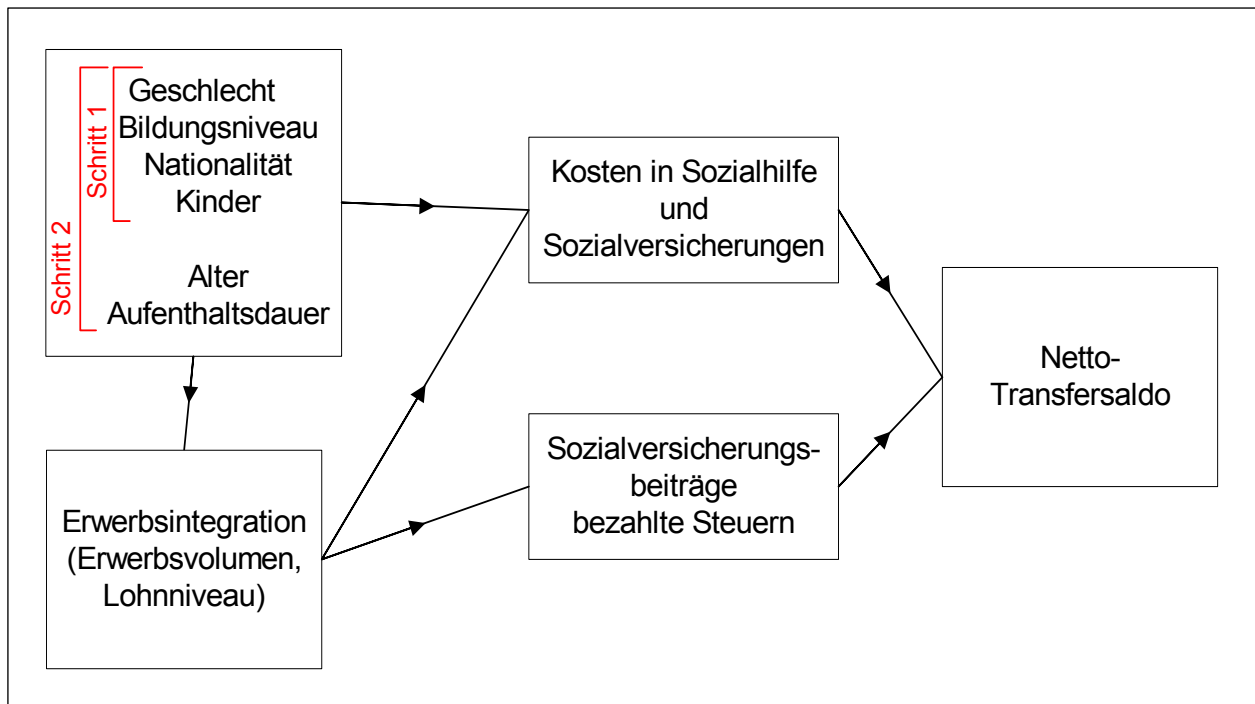 Schritt 2
Schritt 1
Geschlecht
Bildungsniveau
Nationalität
Kinder
Alter
Aufenthaltsdauer
Erwerbsintegration
(Erwerbsvolumen,
Lohnniveau)
Kosten in Sozialhilfe
und
Sozialversicherungen
Sozialversicherungs-
beiträge
bezahlte Steuern
Netto-
Transfersaldo